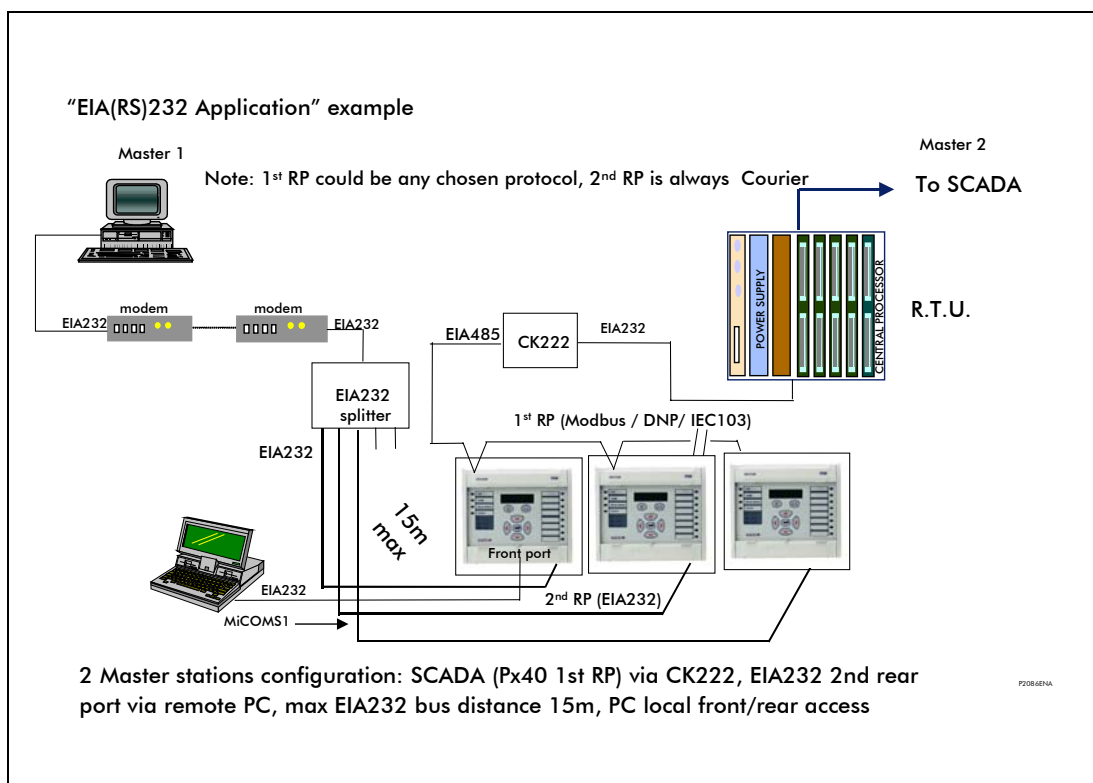 "EIA(RS)232 Application" example
Master 1
Master 2
Note: 1st RP could be any chosen protocol, 2nd RP is always Courier
To SCADA
POWER SUPPLY
CENTRAL PROCESSOR
R.T.U.
modem
modem
EIA232
EIA232
EIA485
CK222
EIA232
EIA232
splitter
1st RP (Modbus / DNP/ IEC103)
EIA232
15m
max
Front port
EIA232
2nd RP (EIA232)
MiCOMS1
2 Master stations configuration: SCADA (Px40 1st RP) via CK222, EIA232 2nd rear
port via remote PC, max EIA232 bus distance 15m, PC local front/rear access
P2086ENA